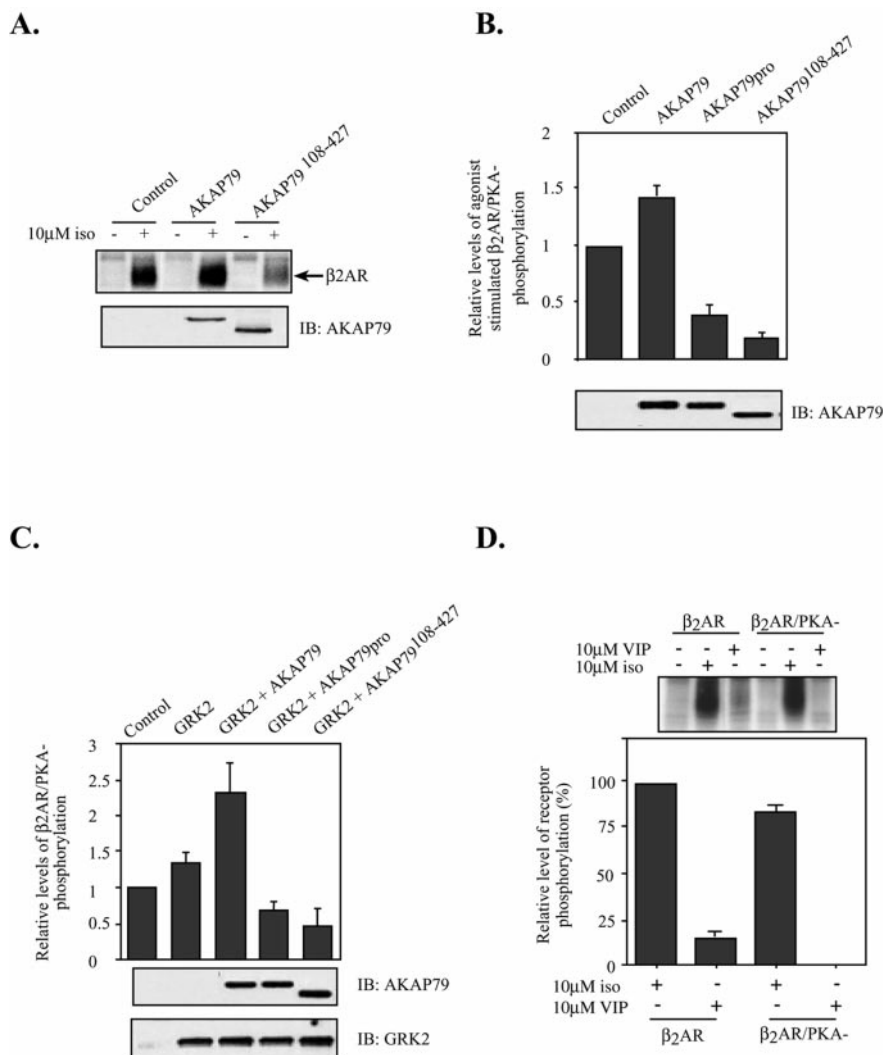 A.
Control
AKAP79
AKAP79 108-427
10μM iso - + - + - +
β2AR
IB: AKAP79
B.
Control
AKAP79
AKAP79pro
AKAP79 108-427
Relative levels of agonist
stimulated β2AR/PKA-
phosphorylation
2
1.5
1
0.5
0
IB: AKAP79
C.
Control
GRK2
GRK2 + AKAP79
GRK2 + AKAP79pro
GRK2 + AKAP79 108-427
Relative levels of β2AR/PKA-
phosphorylation
3
2.5
2
1.5
1
0.5
0
IB: AKAP79
IB: GRK2
D.
β2AR β2AR/PKA-
10μM VIP - - + - - +
10μM iso - + - - + -
Relative level of receptor
phosphorylation (%)
100
75
50
25
0
10μM iso + - + -
10μM VIP - + - +
β2AR β2AR/PKA-